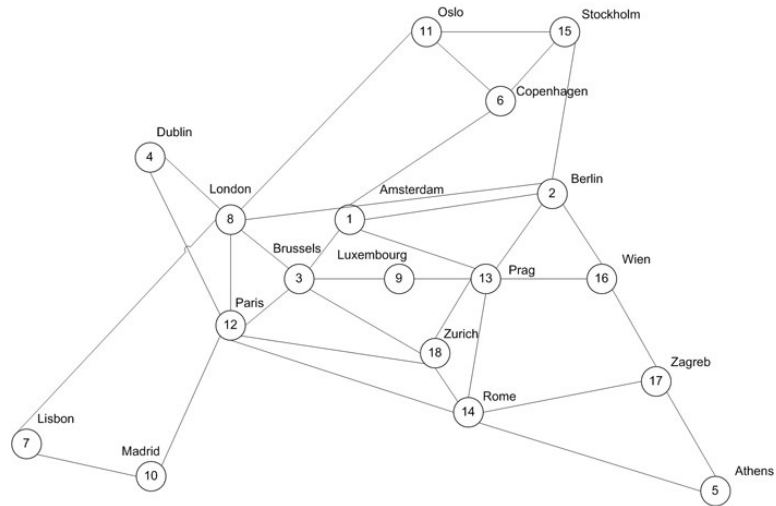 Oslo
Stockholm
11
15
6
Copenhagen
Dublin
4
Berlin
2
London
Amsterdam
8
1
Brussels
Luxembourg
3
9
13
Prag
Wien
16
Paris
12
Zurich
18
Zagreb
17
Rome
14
Lisbon
7
Madrid
10
Athens
5